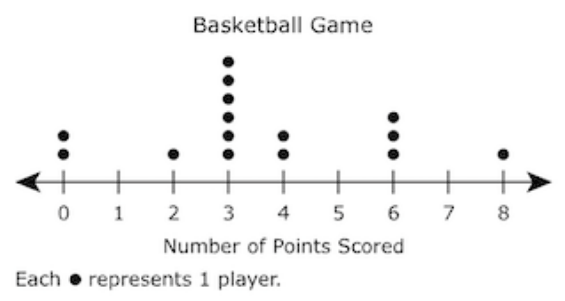 Basketball Game
0 1 2 3 4 5 6 7 8
Number of Points Scored
Each ● represents 1 player.